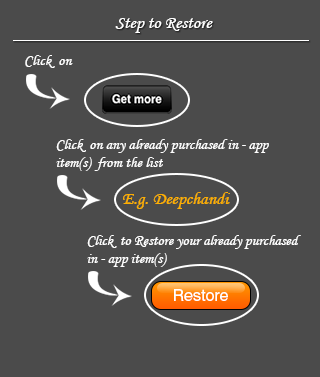 Step to Restore
Click on
Get more
Click on any already purchased in - app
item(s) from the list
E.g. Deepchandi
Click to Restore your already purchased
in - app item(s)
Restore